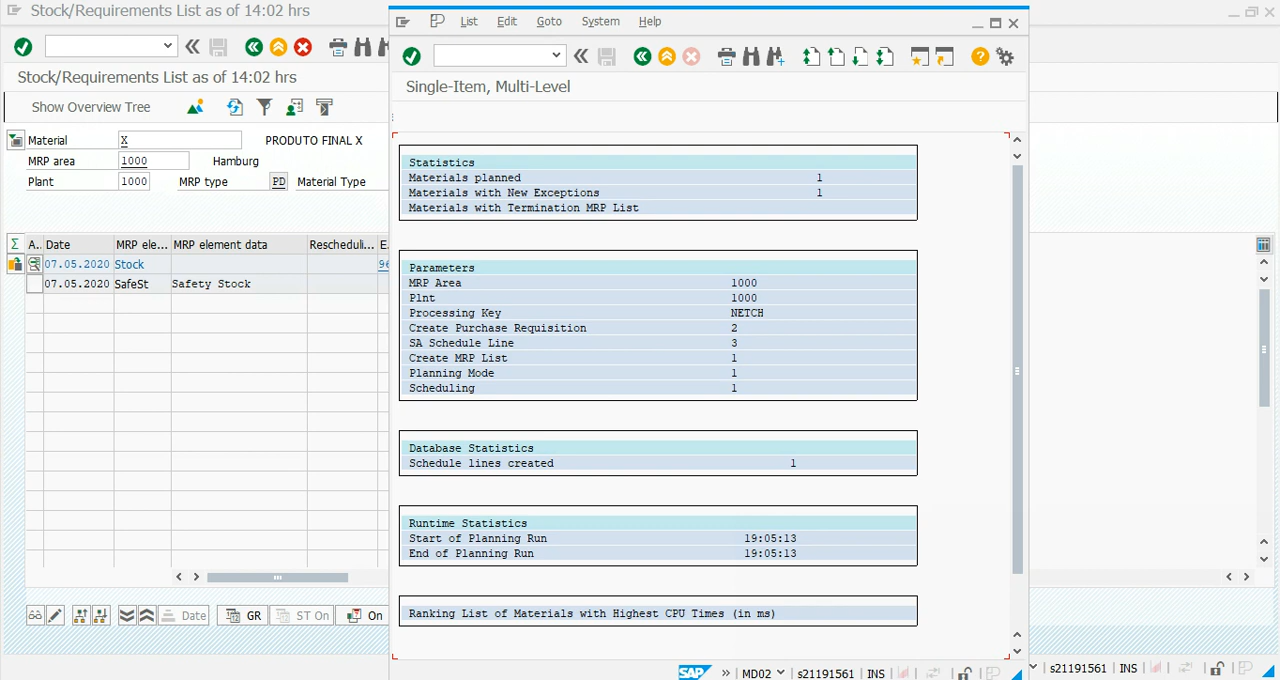 Stock/Requirements List as of 14:02 hrs
Stock/Requirements List as of 14:02 hrs
Show Overview Tree
Material X PRODUTO FINAL X
MRP area 1000 Hamburg
Plant 1000 MRP type PD Material Type
A.. Date MRP ele... MRP element data Rescheduli... E.
07.05.2020 Stock 96
07.05.2020 SafeSt Safety Stock
Date GR ST On On
List Edit Goto System Help
Single-Item, Multi-Level
Statistics
Materials planned 1
Materials with New Exceptions 1
Materials with Termination MRP List
Parameters
MRP Area 1000
Plnt 1000
Processing Key NETCH
Create Purchase Requisition 2
SA Schedule Line 3
Create MRP List 1
Planning Mode 1
Scheduling 1
Database Statistics
Schedule lines created 1
Runtime Statistics
Start of Planning Run 19:05:13
End of Planning Run 19:05:13
Ranking List of Materials with Highest CPU Times (in ms)
SAP MD02 s21191561 INS
s21191561 INS